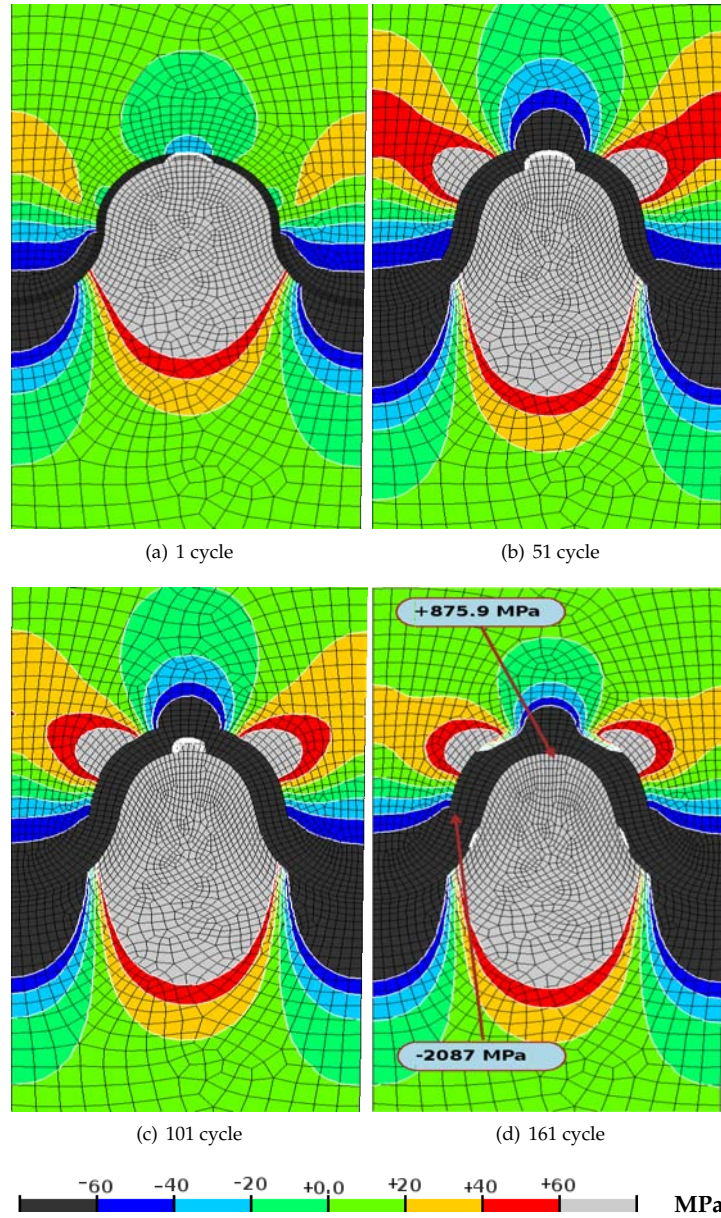 (a) 1 cycle
(b) 51 cycle
+875.9 MPa
-2087 MPa
(c) 101 cycle
(d) 161 cycle
-60 -40 -20 +0.0 +20 +40 +60 MPa